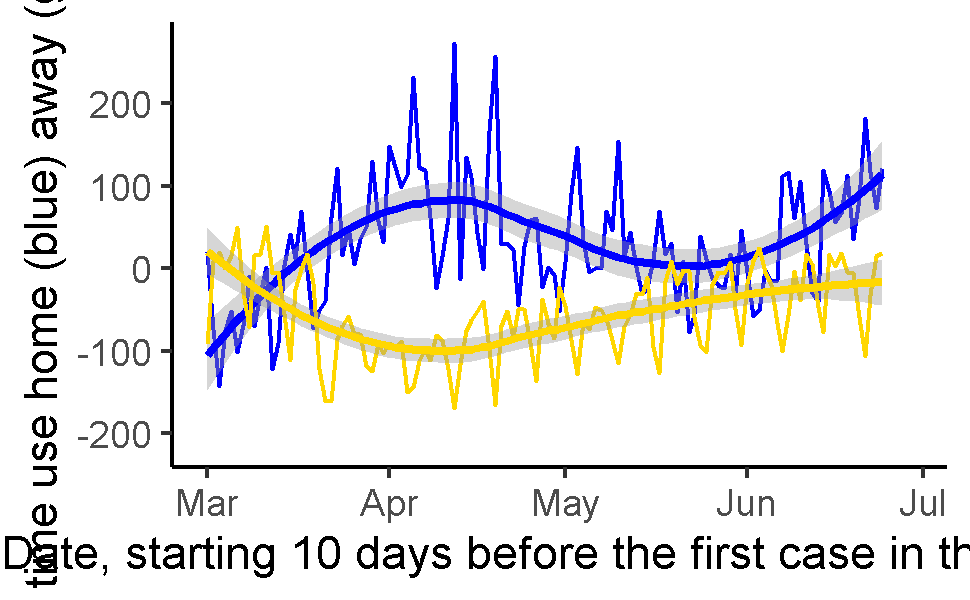 time use home (blue) away (
200
100
0
-100
-200
Mar Apr May Jun Jul
Date, starting 10 days before the first case in th